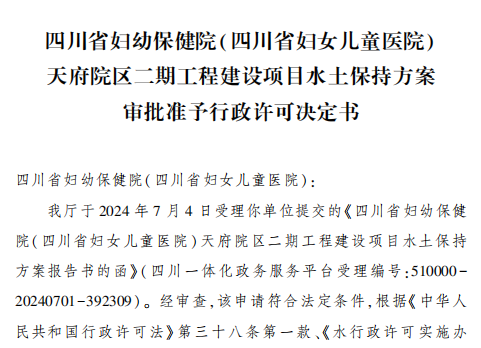 四川省妇幼保健院(四川省妇女儿童医院)
天府院区二期工程建设项目水土保持方案
审批准予行政许可决定书
四川省妇幼保健院(四川省妇女儿童医院):
我厅于 2024 年 7 月 4 日受理你单位提交的《四川省妇幼保健
院(四川省妇女儿童医院)天府院区二期工程建设项目水土保持
方案报告书的函》(四川一体化政务服务平台受理编号:510000-
20240701-392309)。经审查,该申请符合法定条件,根据《中华人
民共和国行政许可法》第三十八条第一款、《水行政许可实施办